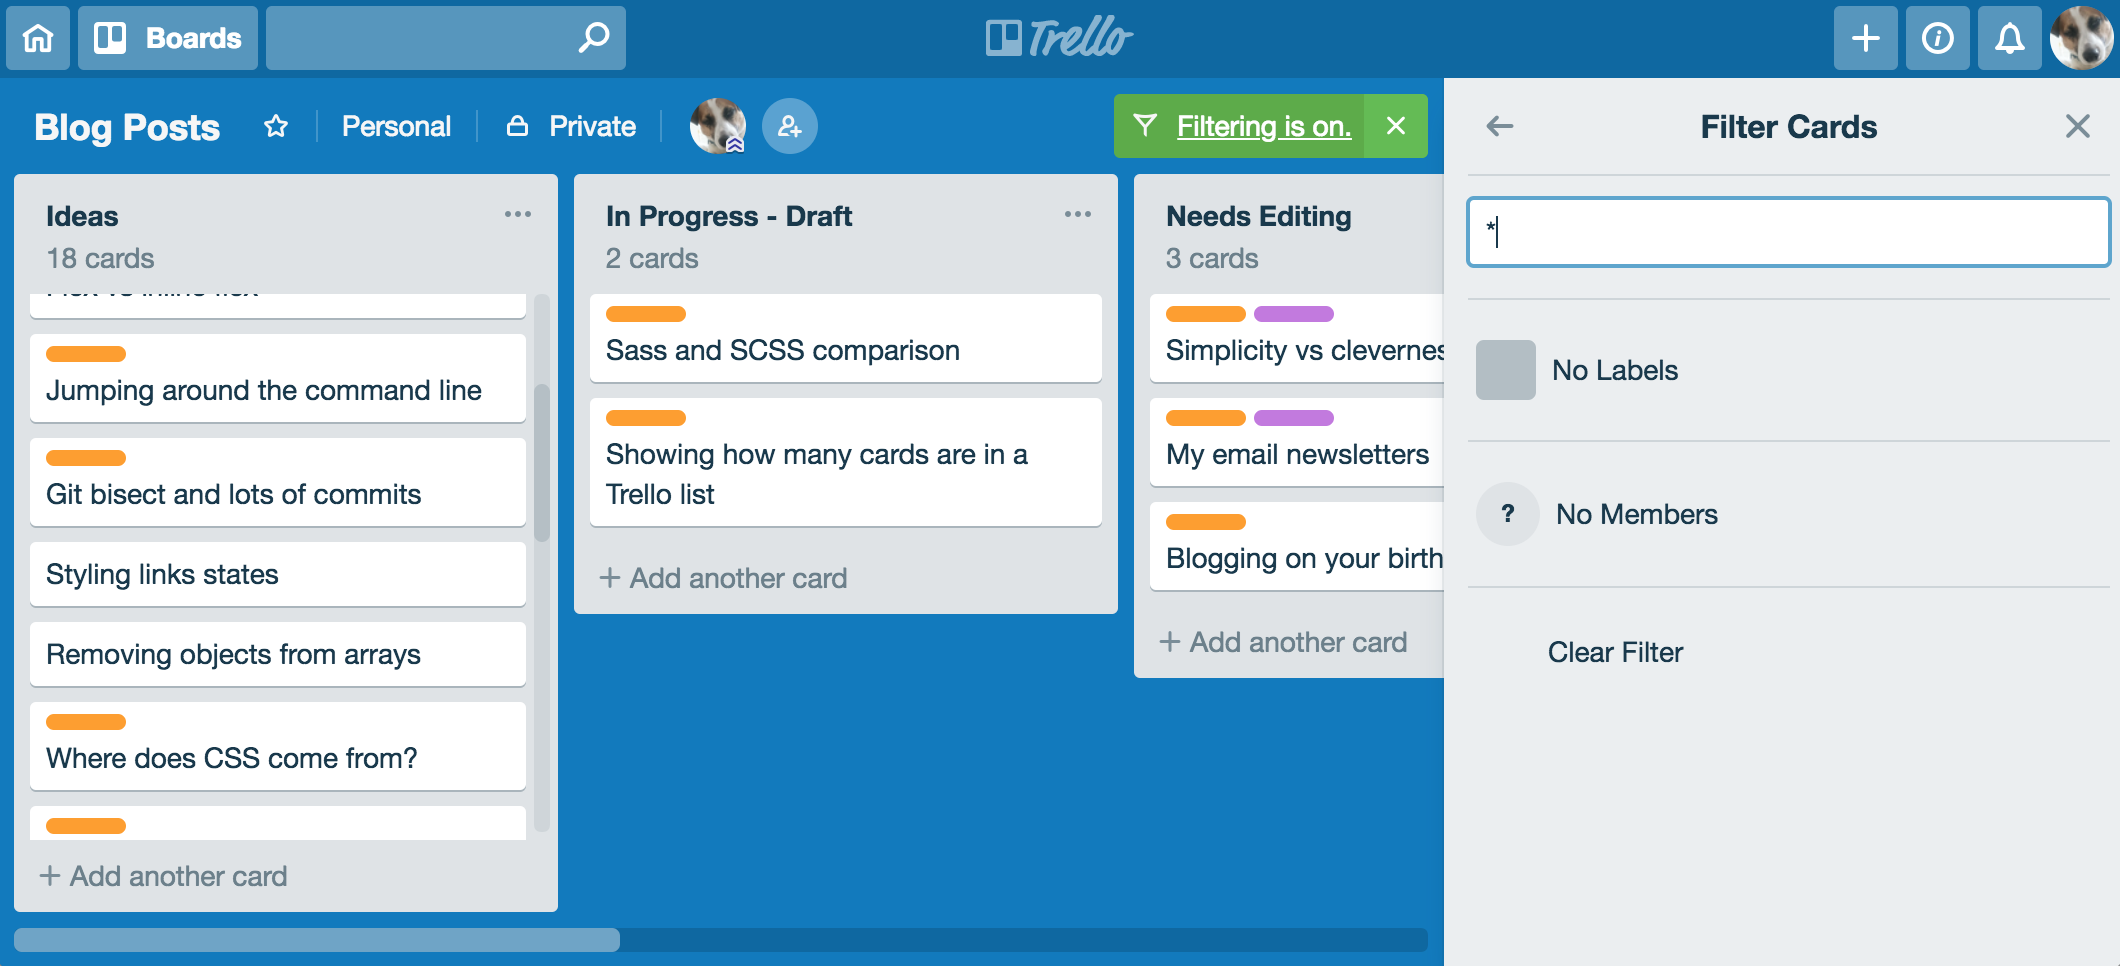 Boards
Trello
Blog Posts
Personal
Private
Filtering is on.
Ideas
18 cards
Flex vs inline-flex
Jumping around the command line
Git bisect and lots of commits
Styling links states
Removing objects from arrays
Where does CSS come from?
+ Add another card
In Progress - Draft
2 cards
Sass and SCSS comparison
Showing how many cards are in a
Trello list
+ Add another card
Needs Editing
3 cards
Simplicity vs clevernes
My email newsletters
Blogging on your birth
+ Add another card
Filter Cards
*
No Labels
? No Members
Clear Filter